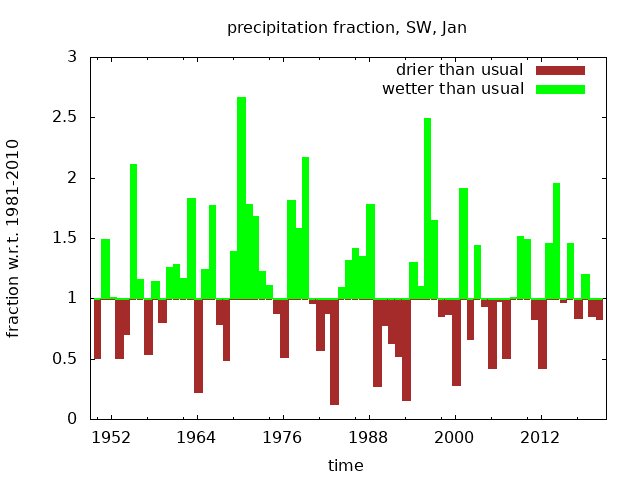 precipitation fraction, SW, Jan
drier than usual
wetter than usual
fraction w.r.t. 1981-2010
3
2.5
2
1.5
1
0.5
0
1952 1964 1976 1988 2000 2012
time